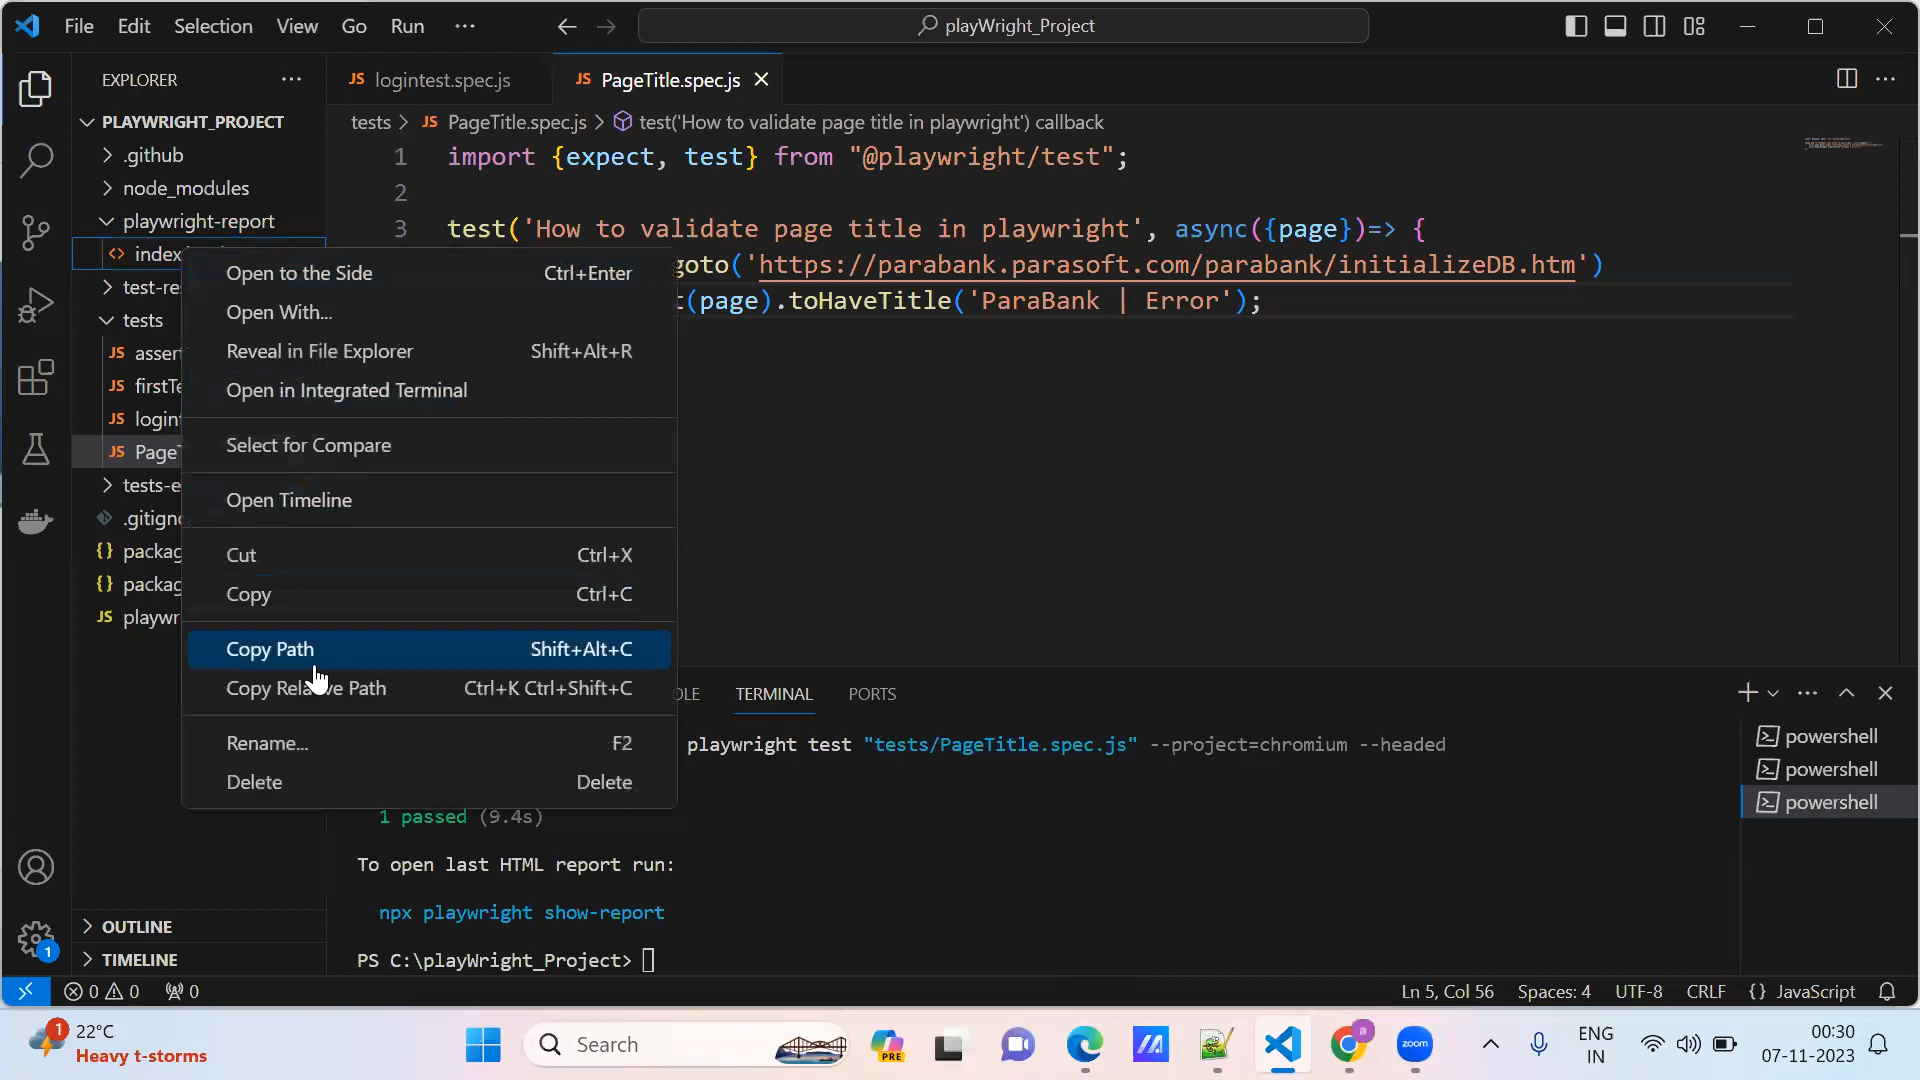 File Edit Selection View Go Run ···
playWright_Project
EXPLORER
logintest.spec.js
PageTitle.spec.js
PLAYWRIGHT_PROJECT
.github
node_modules
playwright-report
index
test-re
tests
assert
firstTe
login
PageT
tests-e
.gitign
packag
packag
playwr
OUTLINE
TIMELINE
tests > JS PageTitle.spec.js > test('How to validate page title in playwright') callback
1 import {expect, test} from "@playwright/test";
2
3 test('How to validate page title in playwright', async({page})=> {
goto('https://parabank.parasoft.com/parabank/initializeDB.htm')
t(page).toHaveTitle('ParaBank | Error');
Open to the Side Ctrl+Enter
Open With...
Reveal in File Explorer Shift+Alt+R
Open in Integrated Terminal
Select for Compare
Open Timeline
Cut Ctrl+X
Copy Ctrl+C
Copy Path Shift+Alt+C
Copy Relative Path Ctrl+K Ctrl+Shift+C
Rename... F2
Delete Delete
OLE TERMINAL PORTS
playwright test "tests/PageTitle.spec.js" --project=chromium --headed
1 passed (9.4s)
To open last HTML report run:
npx playwright show-report
PS C:\playWright_Project>
powershell
powershell
powershell
0 0 0
Ln 5, Col 56 Spaces: 4 UTF-8 CRLF {} JavaScript
1
22°C
Heavy t-storms
Search
PRE
a
zoom
ENG
IN
00:30
07-11-2023